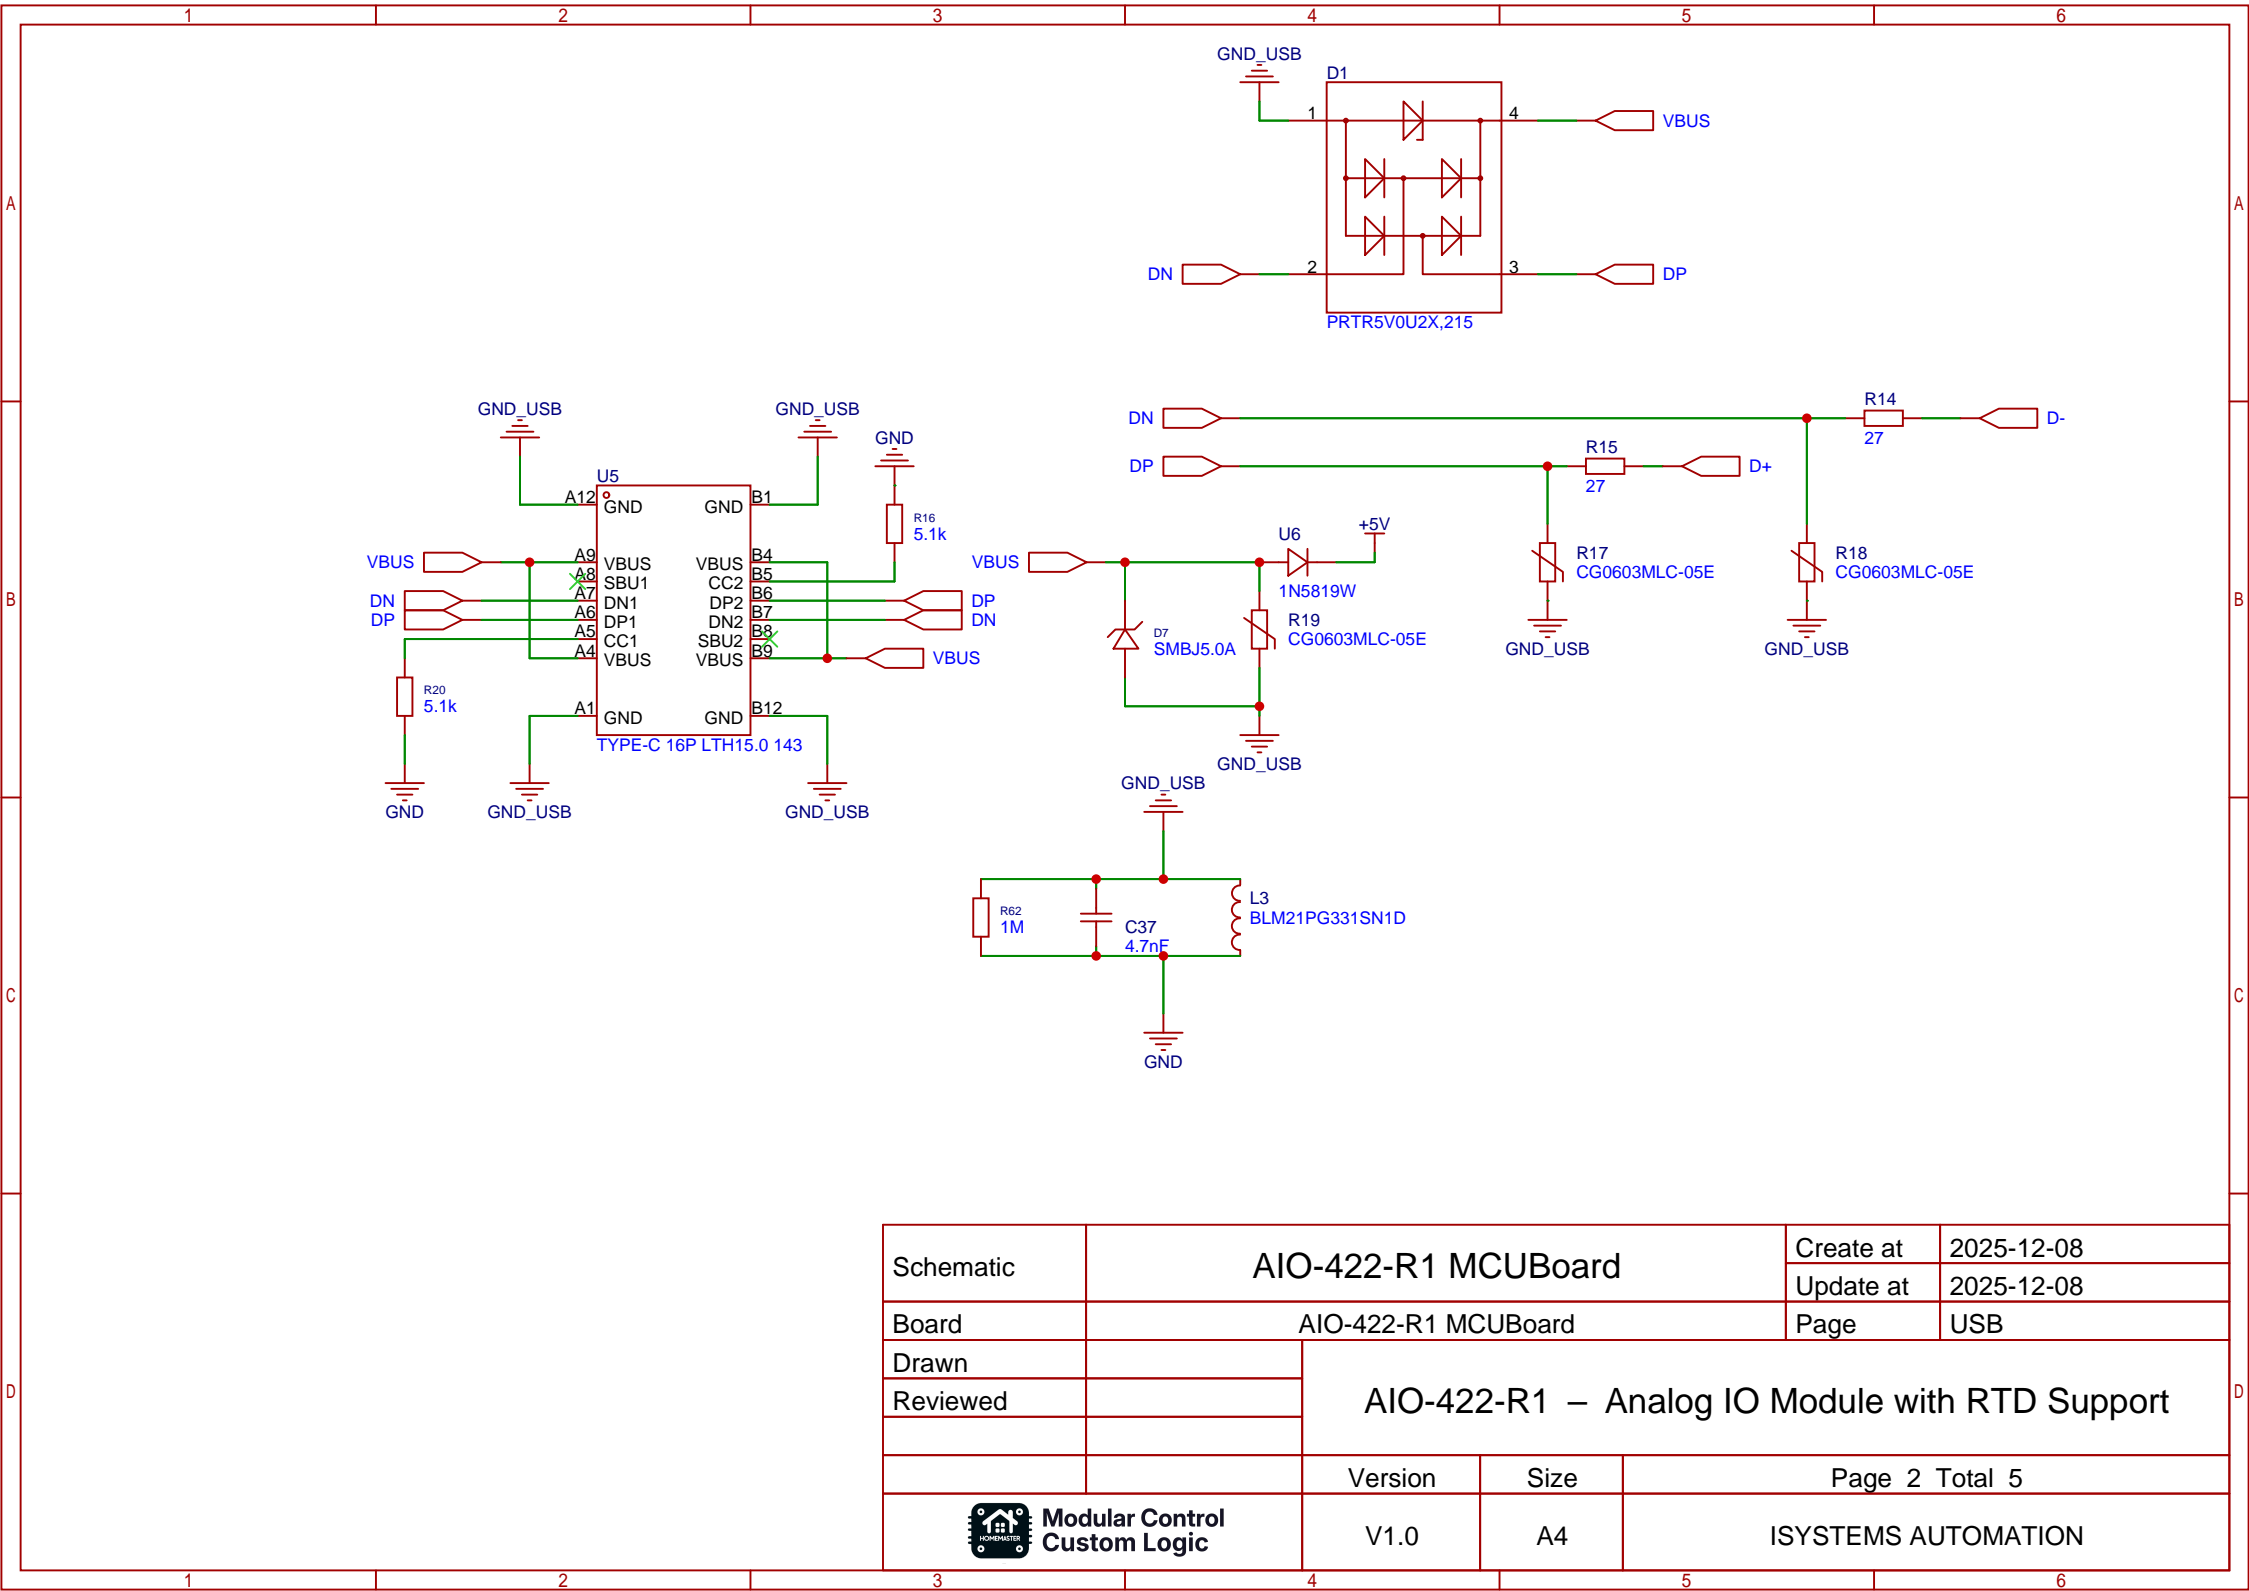 1 2 3 4 5 6
GND_USB
D1
1 4 VBUS
A A
DN 2 3 DP
PRTR5V0U2X,215
GND_USB GND_USB
GND
U5
A12 GND GND B1
R16
5.1k
VBUS A9 VBUS VBUS B4
A8 SBU1 CC2 B5
DN A7 DN1 DP2 B6 DP
DP A6 DP1 DN2 B7 DN
A5 CC1 SBU2 B8
A4 VBUS VBUS B9 VBUS
R20
5.1k
A1 GND GND B12
TYPE-C 16P LTH15.0 143
GND GND_USB GND_USB
DN R14 D-
27
DP R15 D+
27
VBUS U6 +5V
1N5819W
D7
SMBJ5.0A
R19
CG0603MLC-05E
GND_USB
R17
CG0603MLC-05E
GND_USB
R18
CG0603MLC-05E
GND_USB
B B
GND_USB
R62
1M
C37
4.7nF
L3
BLM21PG331SN1D
GND
C C
Schematic AIO-422-R1 MCUBoard Create at 2025-12-08
Update at 2025-12-08
Board AIO-422-R1 MCUBoard Page USB
Drawn
Reviewed AIO-422-R1 – Analog IO Module with RTD Support
D D
Version Size Page 2 Total 5
HOMEMASTER
Modular Control
Custom Logic
V1.0 A4 ISYSTEMS AUTOMATION
1 2 3 4 5 6